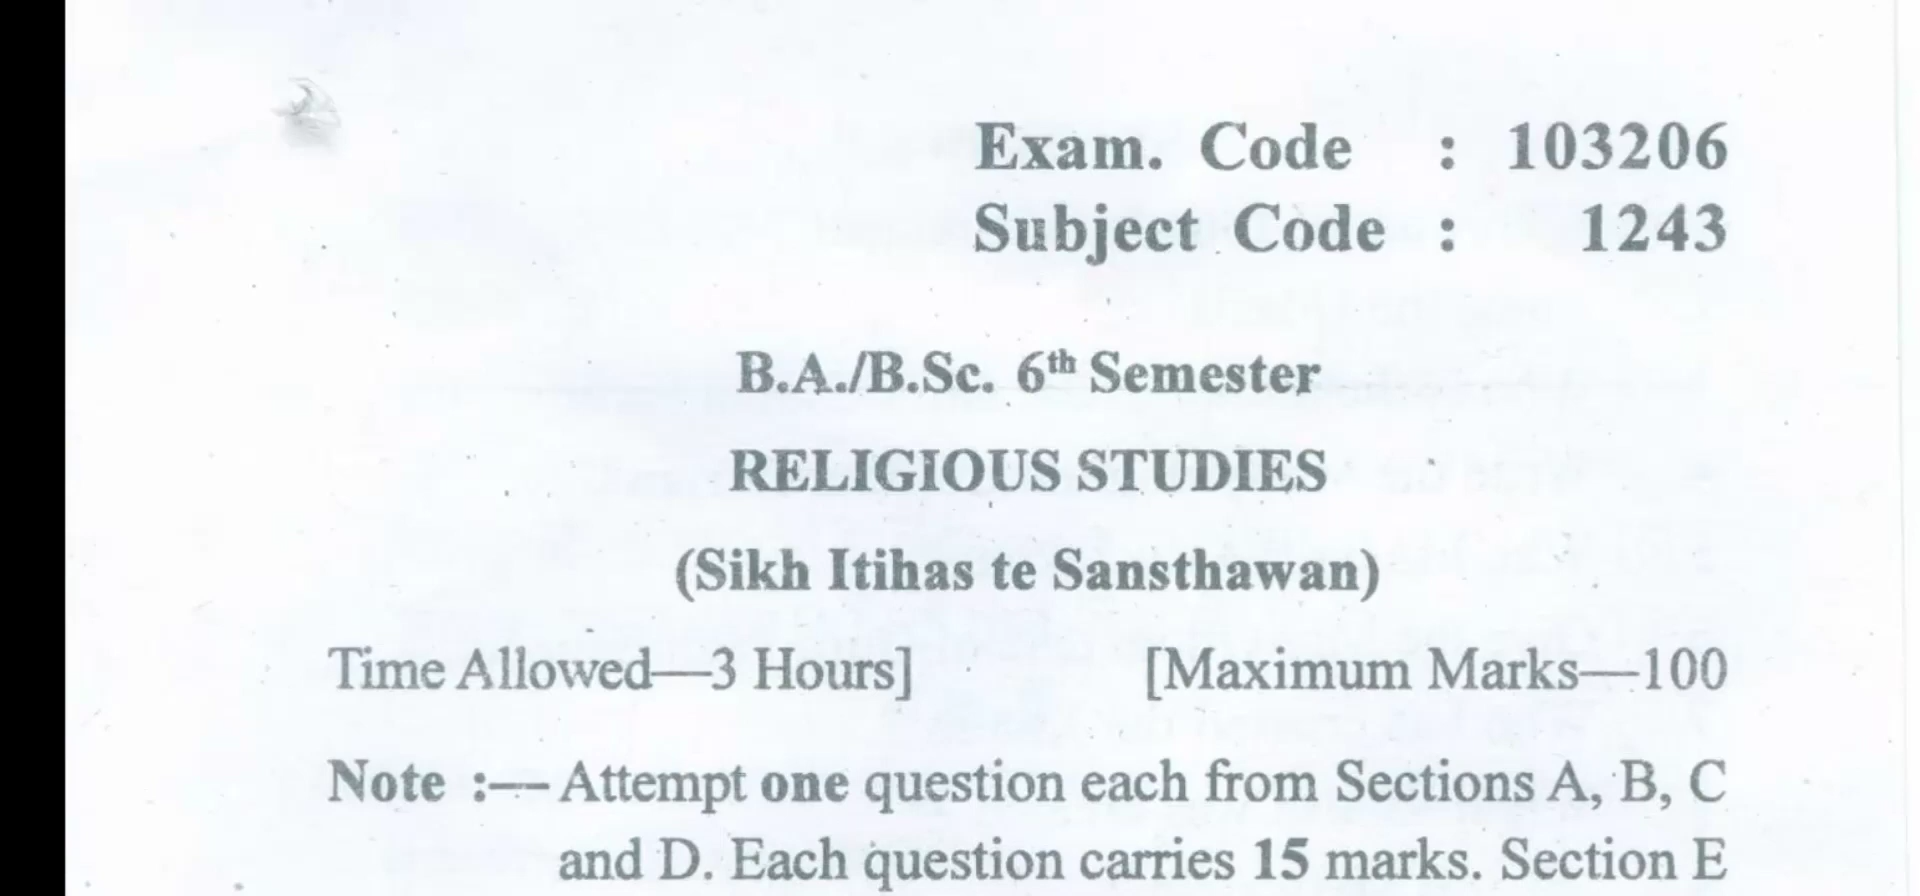 Exam. Code : 103206
Subject Code : 1243
B.A./B.Sc. 6th Semester
RELIGIOUS STUDIES
(Sikh Itihas te Sansthawan)
Time Allowed—3 Hours] [Maximum Marks—100
Note :— Attempt one question each from Sections A, B, C
and D. Each question carries 15 marks. Section E